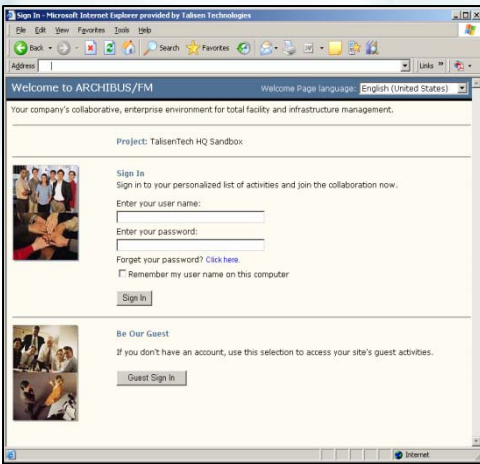 Sign In - Microsoft Internet Explorer provided by Talisen Technologies
File Edit View Favorites Tools Help
Back Search Favorites
Address Links »
Welcome to ARCHIBUS/FM Welcome Page language: English (United States)
Your company's collaborative, enterprise environment for total facility and infrastructure management.
Project: TalisenTech HQ Sandbox
Sign In
Sign in to your personalized list of activities and join the collaboration now.
Enter your user name:
Enter your password:
Forget your password? Click here.
Remember my user name on this computer
Sign In
Be Our Guest
If you don't have an account, use this selection to access your site's guest activities.
Guest Sign In
Internet